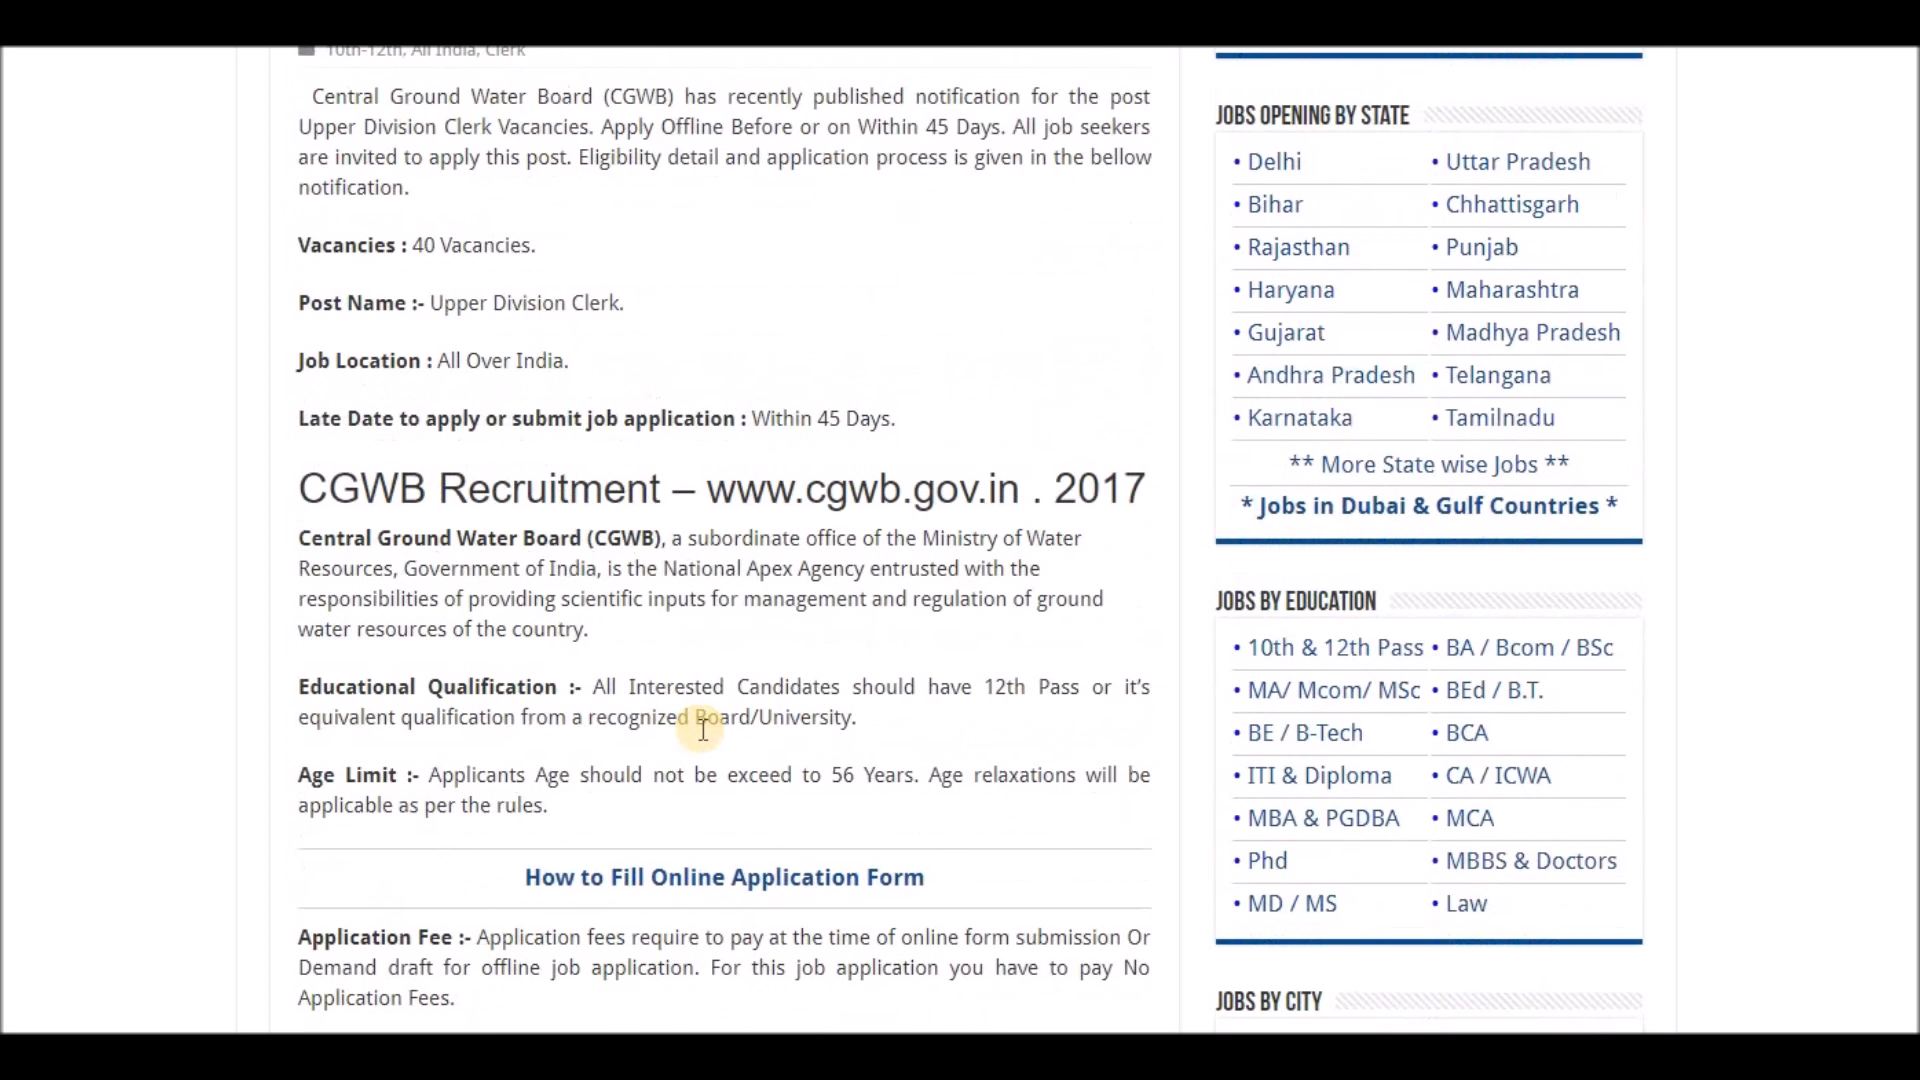 10th-12th, All India, Clerk
Central Ground Water Board (CGWB) has recently published notification for the post
Upper Division Clerk Vacancies. Apply Offline Before or on Within 45 Days. All job seekers
are invited to apply this post. Eligibility detail and application process is given in the bellow
notification.
Vacancies : 40 Vacancies.
Post Name :- Upper Division Clerk.
Job Location : All Over India.
Late Date to apply or submit job application : Within 45 Days.
CGWB Recruitment – www.cgwb.gov.in . 2017
Central Ground Water Board (CGWB), a subordinate office of the Ministry of Water
Resources, Government of India, is the National Apex Agency entrusted with the
responsibilities of providing scientific inputs for management and regulation of ground
water resources of the country.
Educational Qualification :- All Interested Candidates should have 12th Pass or it’s
equivalent qualification from a recognized Board/University.
Age Limit :- Applicants Age should not be exceed to 56 Years. Age relaxations will be
applicable as per the rules.
How to Fill Online Application Form
Application Fee :- Application fees require to pay at the time of online form submission Or
Demand draft for offline job application. For this job application you have to pay No
Application Fees.
JOBS OPENING BY STATE
• Delhi • Uttar Pradesh
• Bihar • Chhattisgarh
• Rajasthan • Punjab
• Haryana • Maharashtra
• Gujarat • Madhya Pradesh
• Andhra Pradesh • Telangana
• Karnataka • Tamilnadu
** More State wise Jobs **
* Jobs in Dubai & Gulf Countries *
JOBS BY EDUCATION
• 10th & 12th Pass • BA / Bcom / BSc
• MA/ Mcom/ MSc • BEd / B.T.
• BE / B-Tech • BCA
• ITI & Diploma • CA / ICWA
• MBA & PGDBA • MCA
• Phd • MBBS & Doctors
• MD / MS • Law
JOBS BY CITY